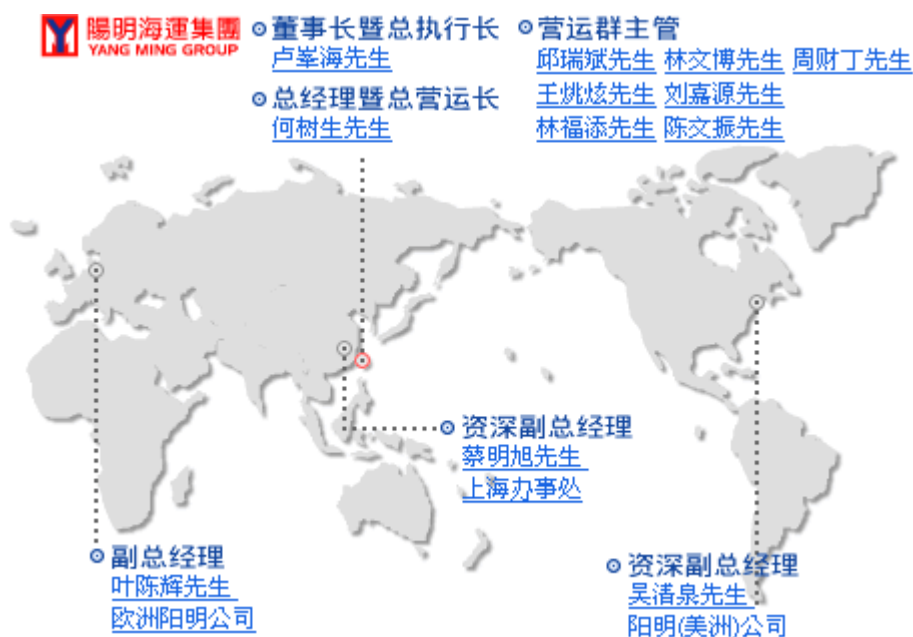 陽明海運集團
YANG MING GROUP
董事长暨总执行长
卢峯海先生
总经理暨总营运长
何树生先生
营运群主管
邱瑞斌先生 林文博先生 周财丁先生
王烑炫先生 刘嘉源先生
林福添先生 陈文振先生
资深副总经理
蔡明旭先生
上海办事处
副总经理
叶陈辉先生
欧洲阳明公司
资深副总经理
吴濸泉先生
阳明(美洲)公司